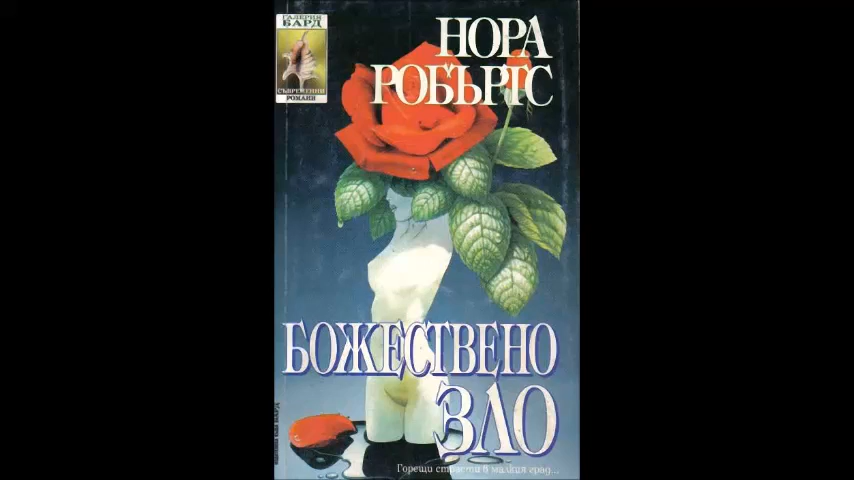 ГАЛЕРИЯ
БАРД
СЪВРЕМЕННИ
РОМАНИ
НОРА
РОБЪРТС
БОЖЕСТВЕНО
ЗЛО
Горещи страсти в малкия град...